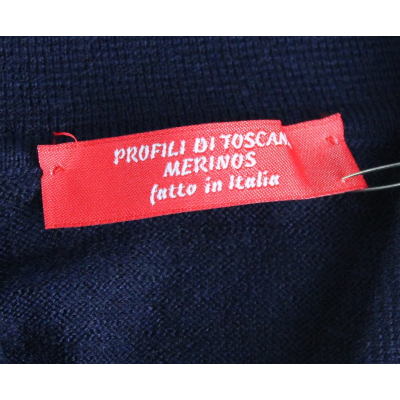 PROFILI DI TOSCAN
MERINOS
fatto in Italia